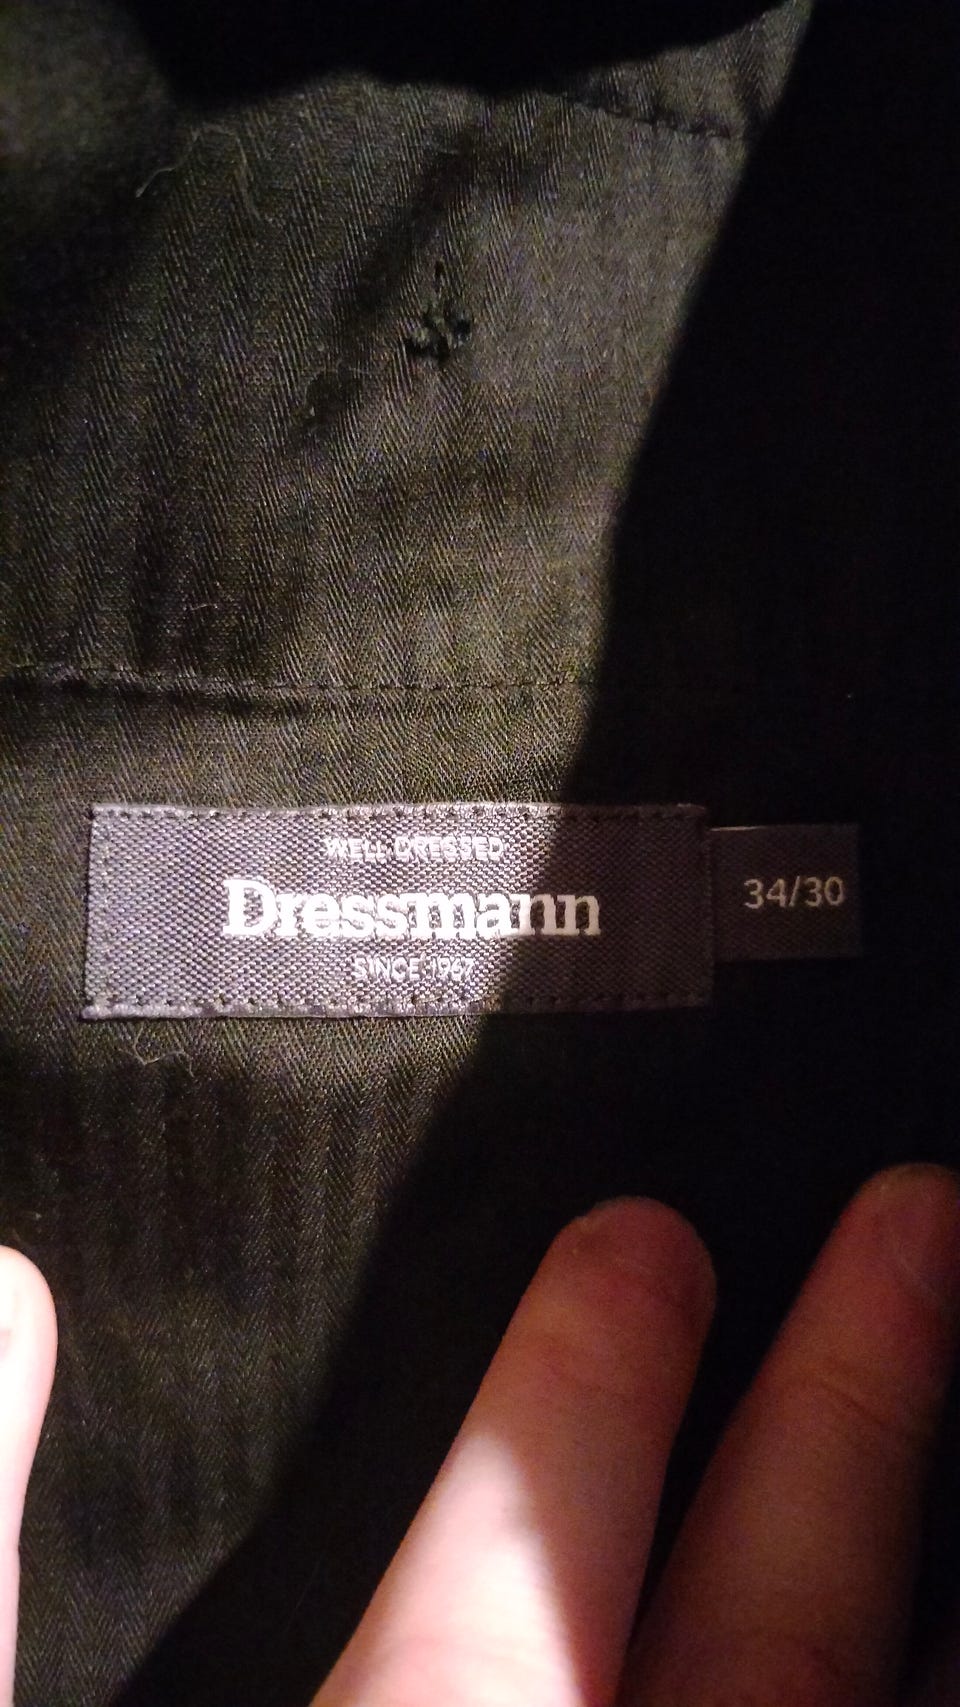 WELL DRESSED
Dressmann
SINCE 1967
34/30